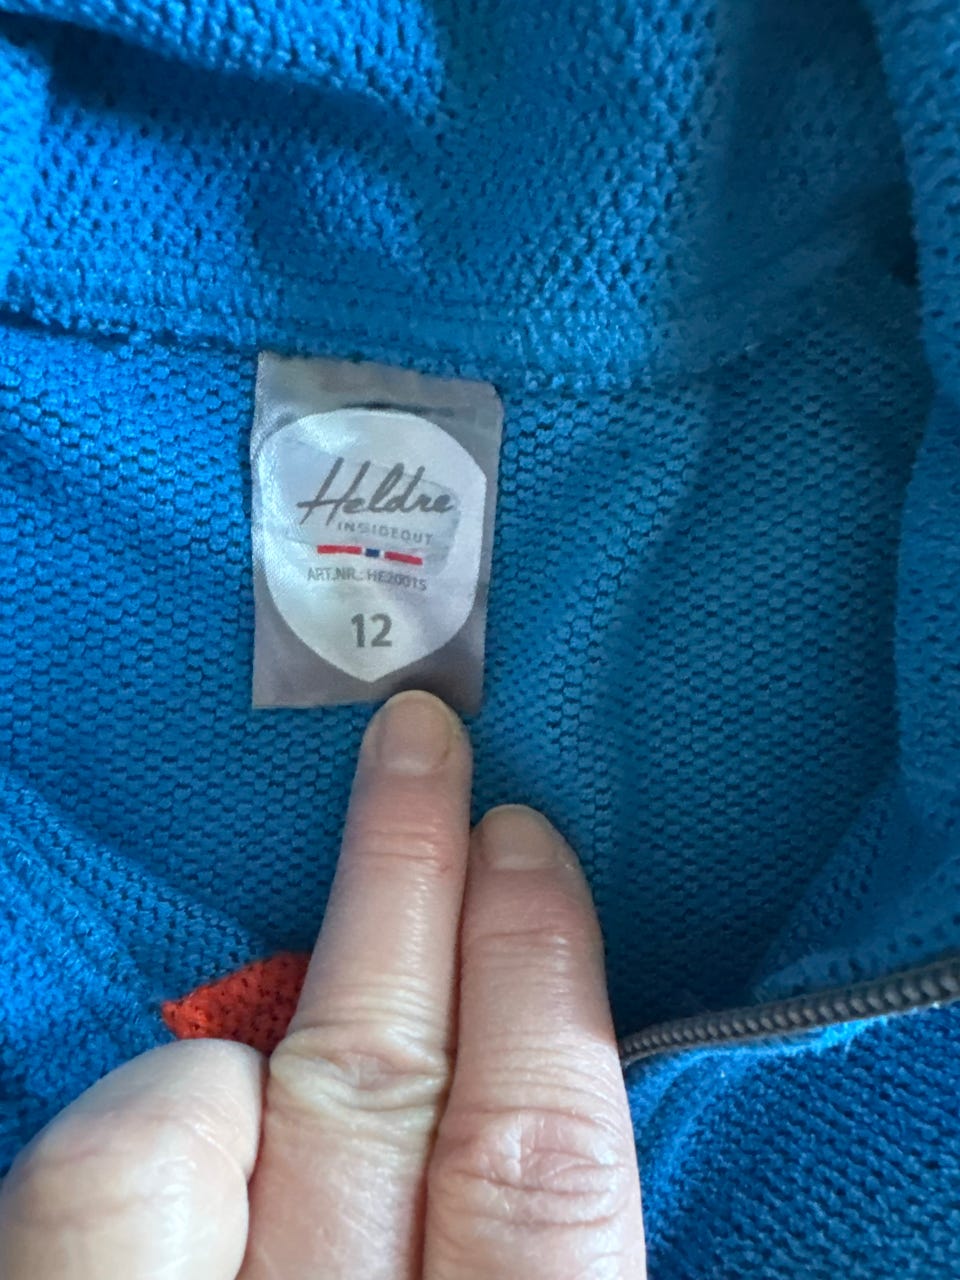 Heldre
INSIDEOUT
ART.NR.: HE20015
12